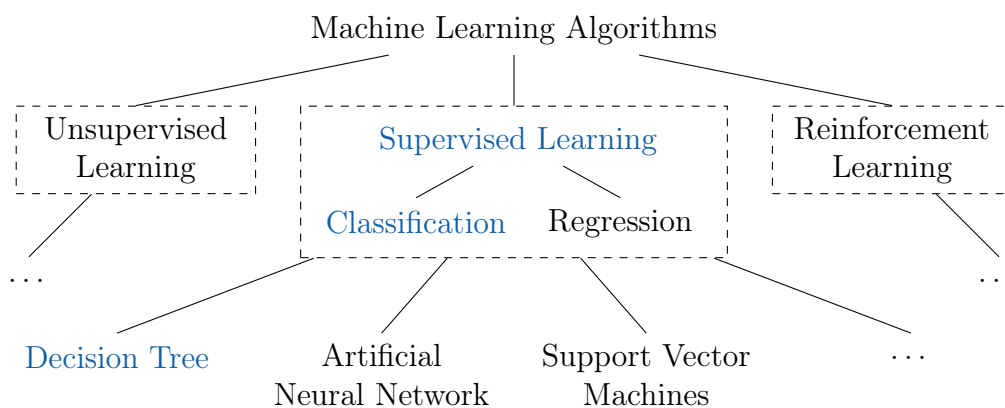 Machine Learning Algorithms
Unsupervised
Learning
Supervised Learning
Reinforcement
Learning
Classification
Regression
...
...
Decision Tree
Artificial
Neural Network
Support Vector
Machines
...